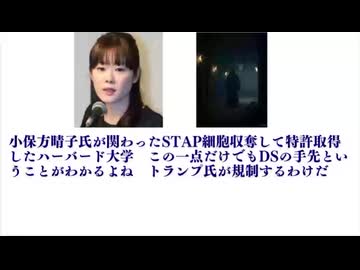 小保方晴子氏が関わったSTAP細胞収奪して特許取得
したハーバード大学　この一点だけでもDSの手先とい
うことがわかるよね　トランプ氏が規制するわけだ